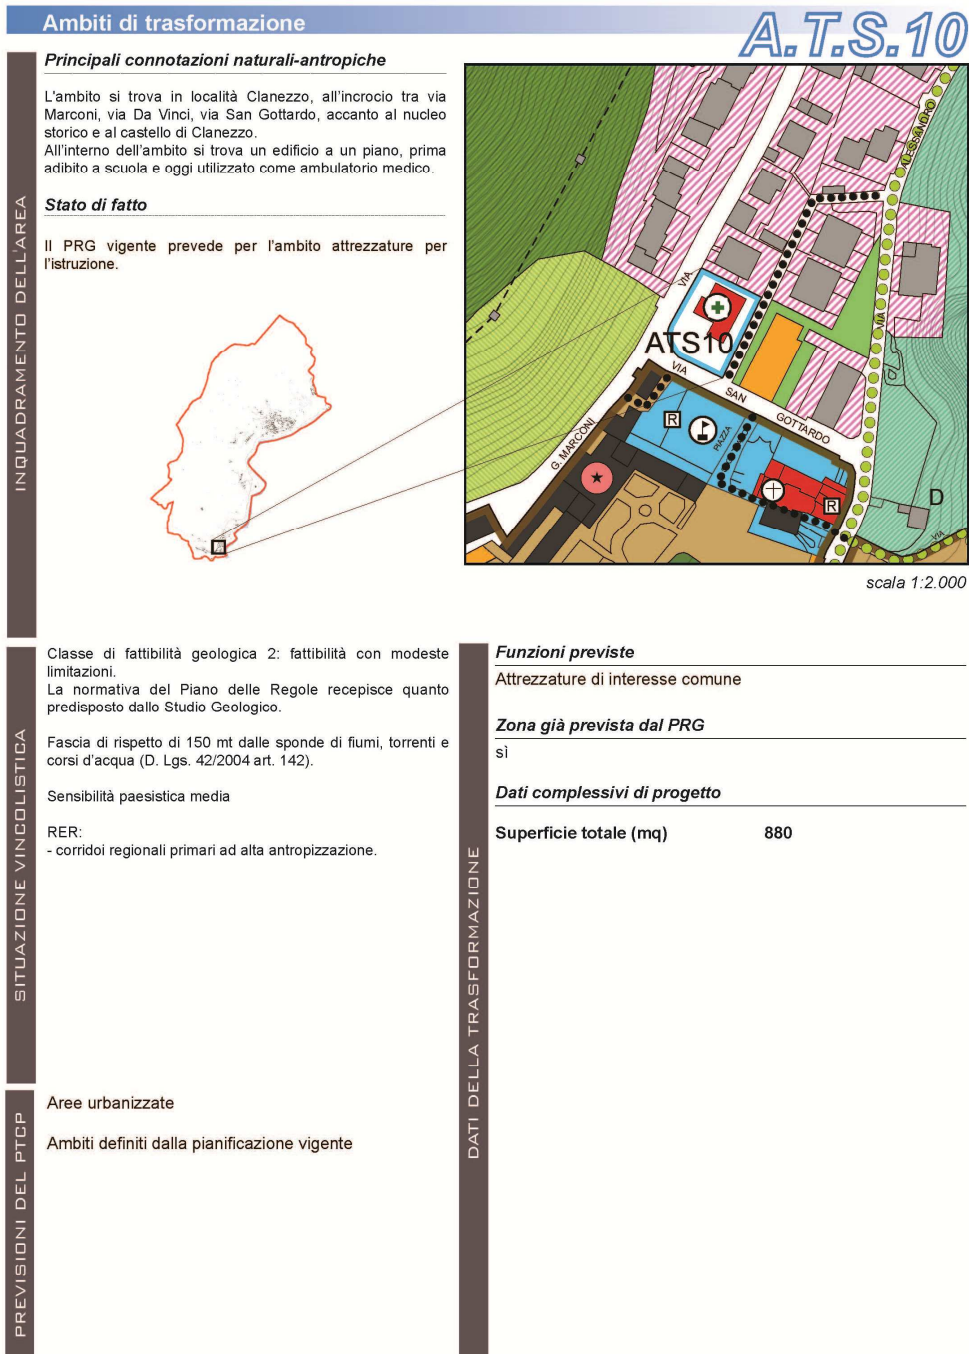 Ambiti di trasformazione
A.T.S.10
INQUADRAMENTO DELL'AREA
Principali connotazioni naturali-antropiche
L'ambito si trova in località Clanezzo, all'incrocio tra via
Marconi, via Da Vinci, via San Gottardo, accanto al nucleo
storico e al castello di Clanezzo.
All'interno dell'ambito si trova un edificio a un piano, prima
adibito a scuola e oggi utilizzato come ambulatorio medico.
Stato di fatto
Il PRG vigente prevede per l'ambito attrezzature per
l'istruzione.
ALESSANDRO
VIA
VIA
ATS10
VIA
SAN
GOTTARDO
G. MARCONI
R
PIAZZA
R
D
VIA
scala 1:2.000
SITUAZIONE VINCOLISTICA
Classe di fattibilità geologica 2: fattibilità con modeste
limitazioni.
La normativa del Piano delle Regole recepisce quanto
predisposto dallo Studio Geologico.
Fascia di rispetto di 150 mt dalle sponde di fiumi, torrenti e
corsi d'acqua (D. Lgs. 42/2004 art. 142).
Sensibilità paesistica media
RER:
- corridoi regionali primari ad alta antropizzazione.
PREVISIONI DEL PTCP
Aree urbanizzate
Ambiti definiti dalla pianificazione vigente
DATI DELLA TRASFORMAZIONE
Funzioni previste
Attrezzature di interesse comune
Zona già prevista dal PRG
sì
Dati complessivi di progetto
Superficie totale (mq) 880